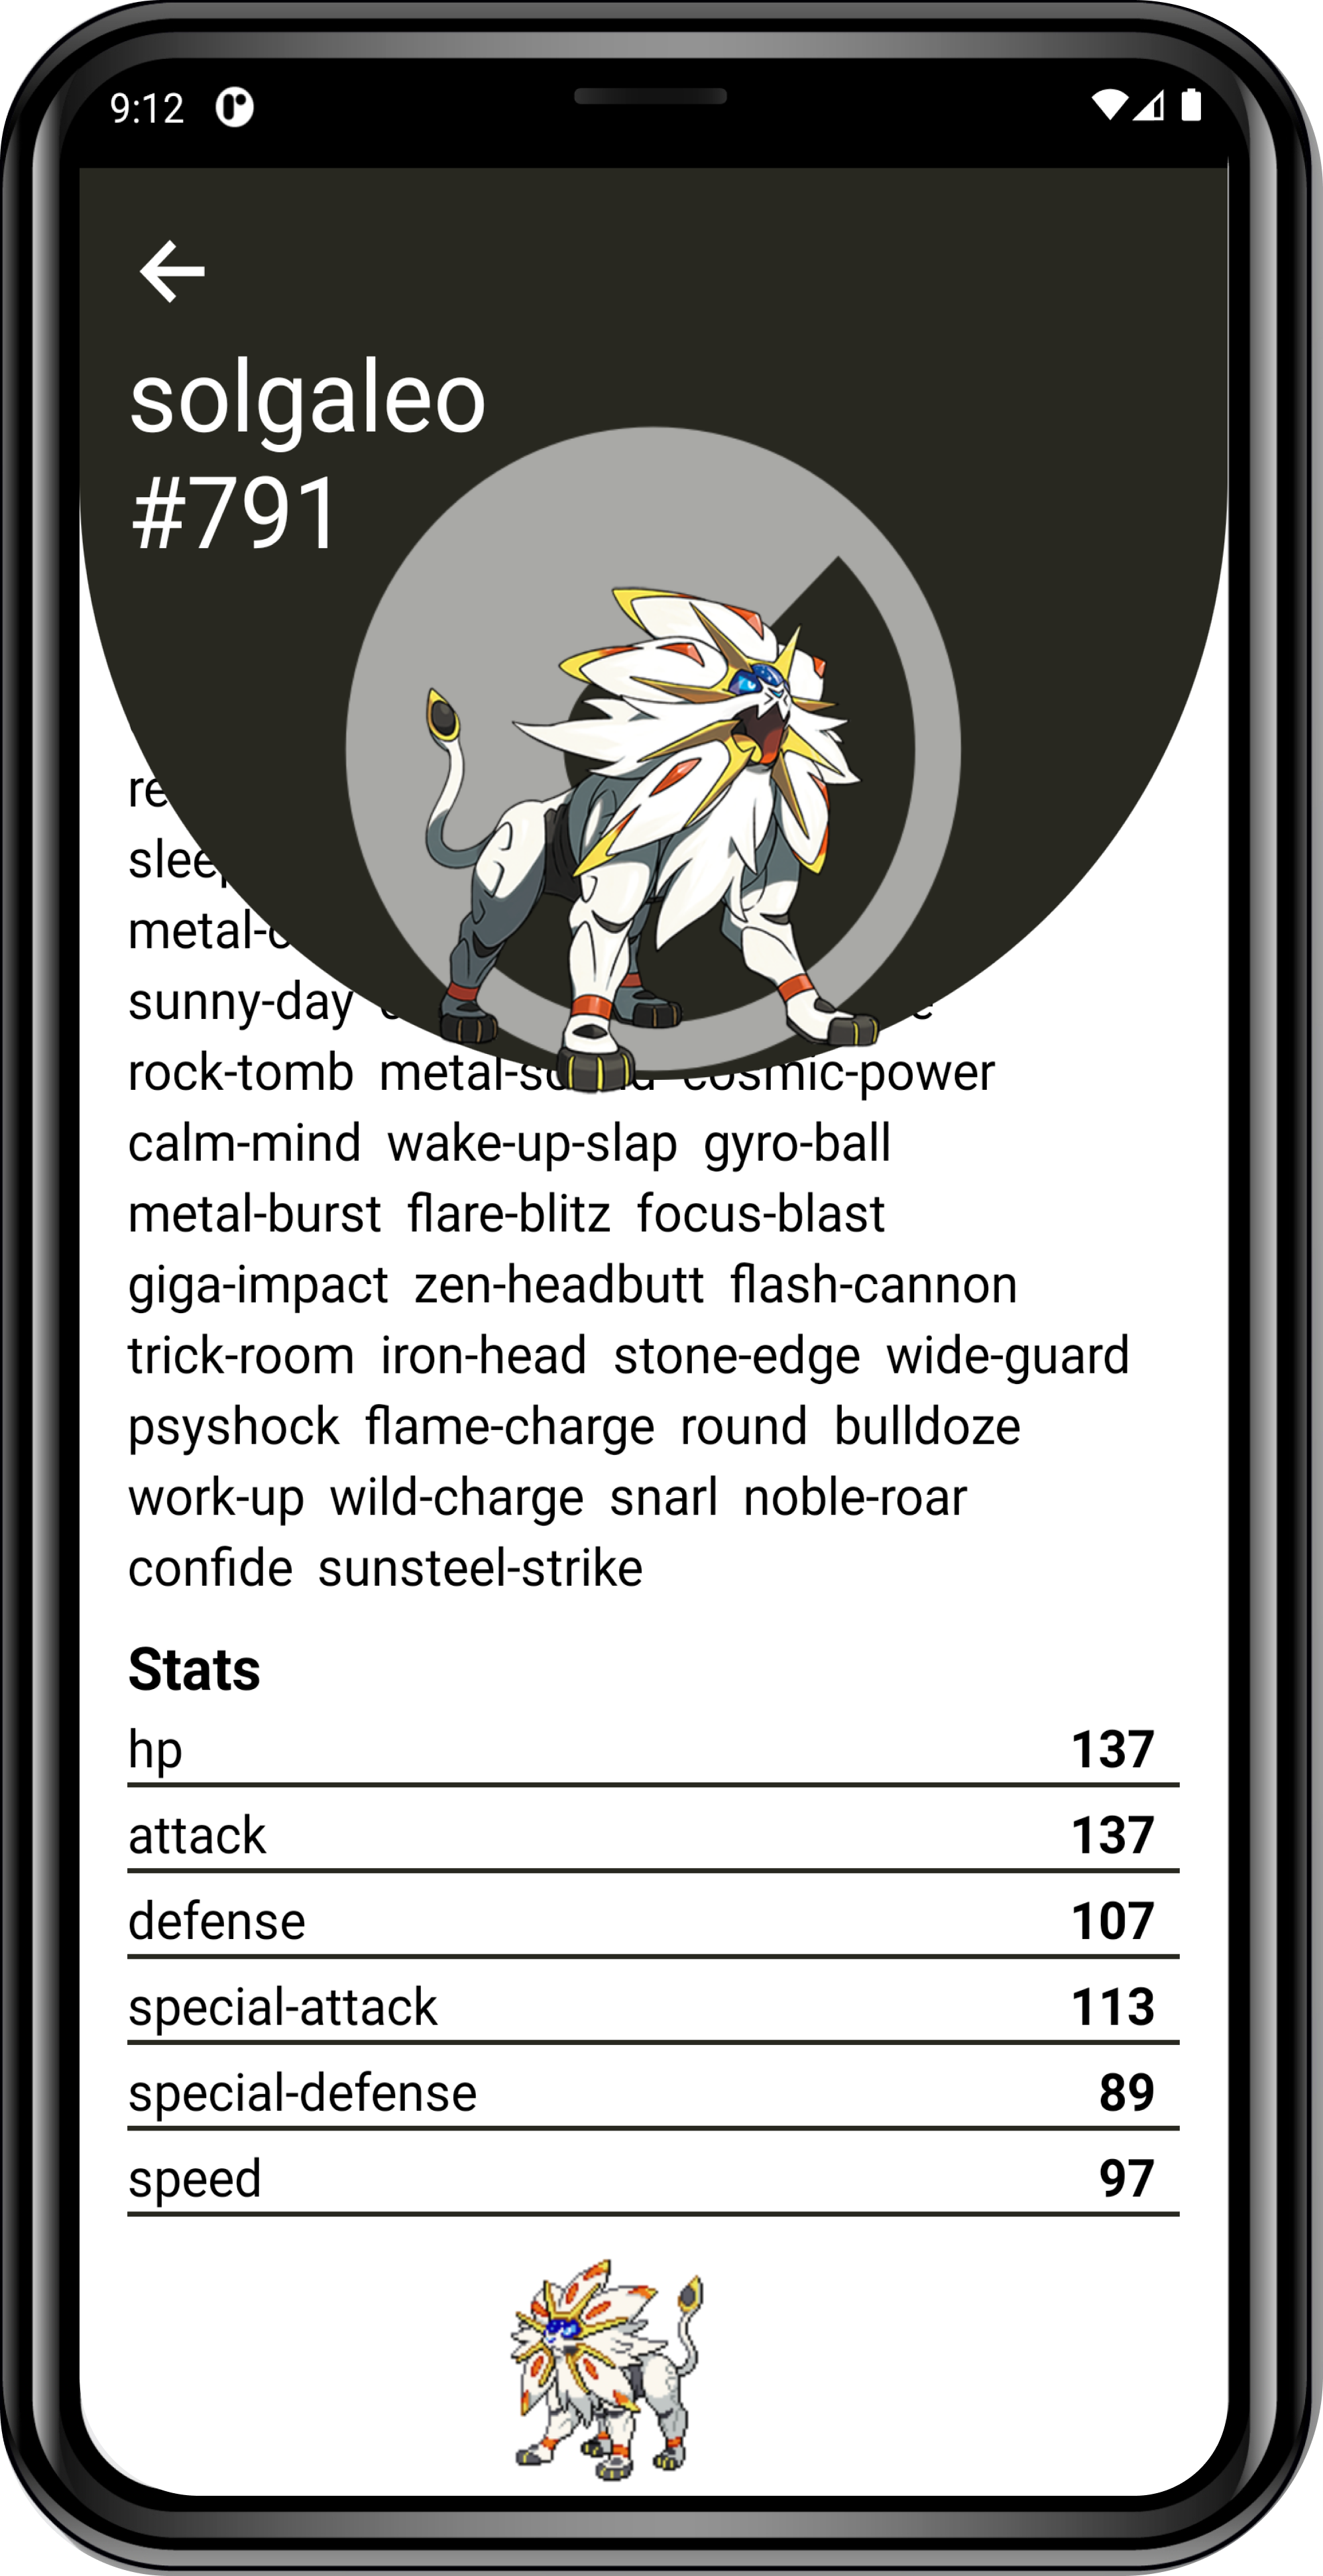 9:12
solgaleo
#791
sunny-day
rock-tomb cosmic-power
calm-mind wake-up-slap gyro-ball
metal-burst flare-blitz focus-blast
giga-impact zen-headbutt flash-cannon
trick-room iron-head stone-edge wide-guard
psyshock flame-charge round bulldoze
work-up wild-charge snarl noble-roar
confide sunsteel-strike
Stats
hp 137
attack 137
defense 107
special-attack 113
special-defense 89
speed 97